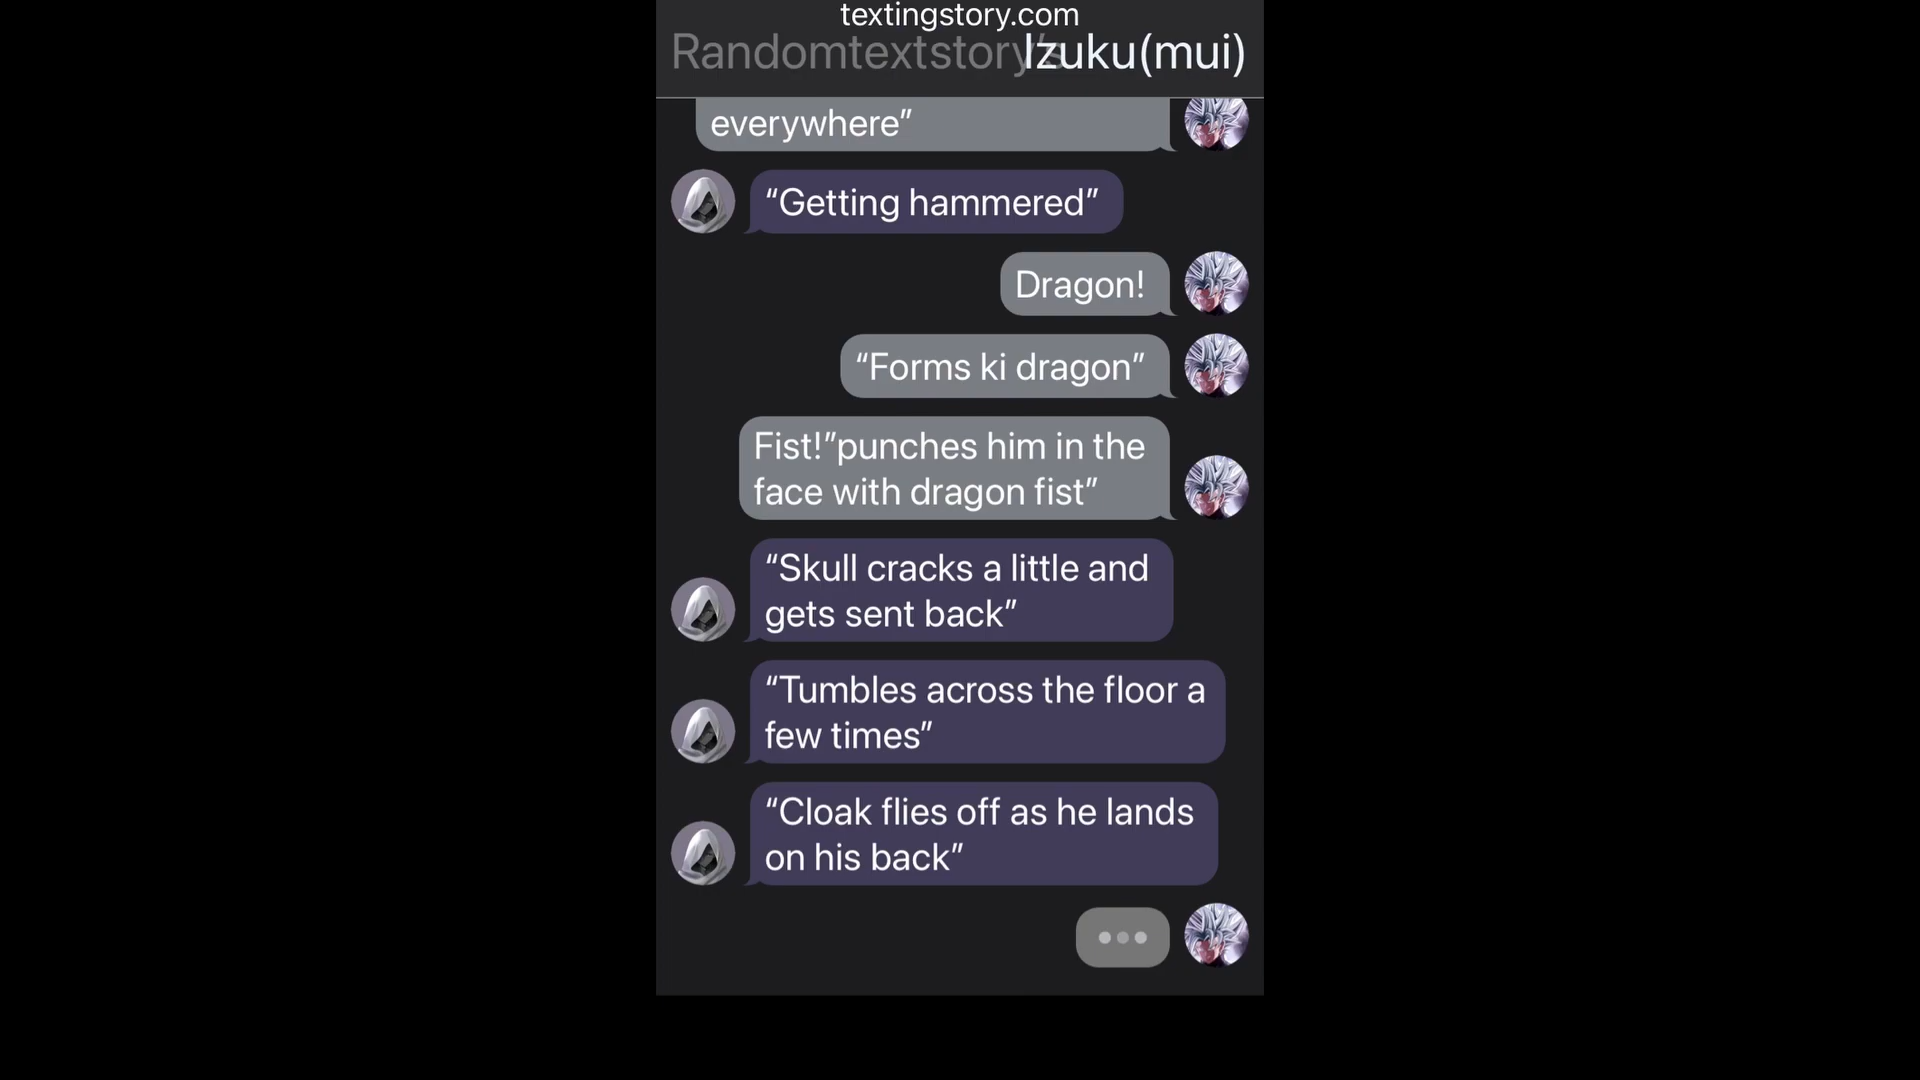 textingstory.com
Randomtextstory's
Izuku(mui)
everywhere”
“Getting hammered”
Dragon!
“Forms ki dragon”
Fist!”punches him in the
face with dragon fist”
“Skull cracks a little and
gets sent back”
“Tumbles across the floor a
few times”
“Cloak flies off as he lands
on his back”